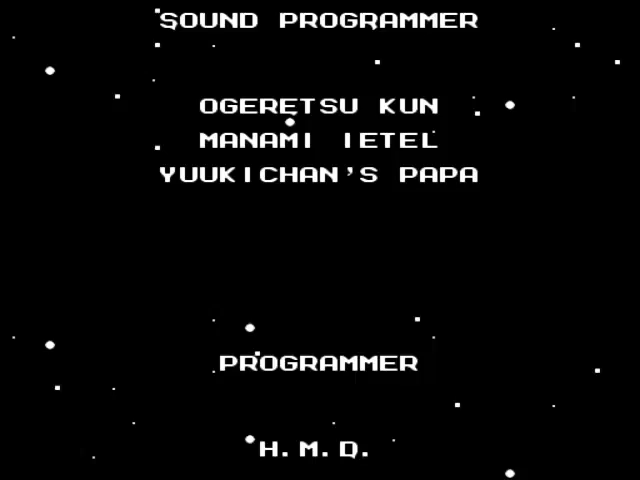 SOUND PROGRAMMER
OGERETSU KUN
MANAMI IETEL
YUUKICHAN'S PAPA
PROGRAMMER
H.M.D.